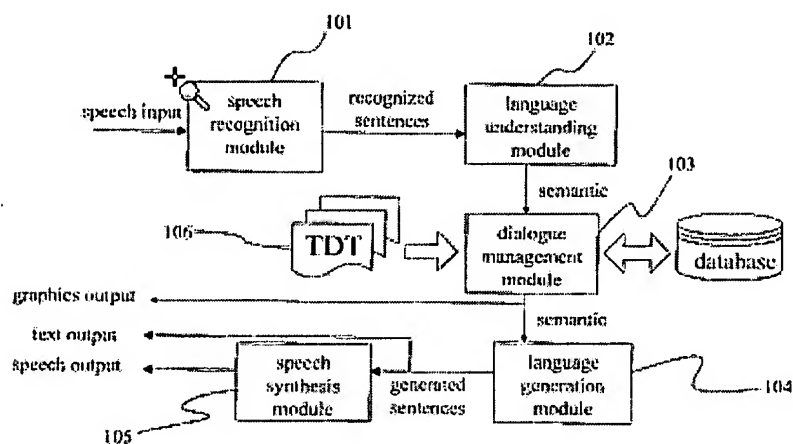 101
102
speech input
speech
recognition
module
recognized
sentences
language
understanding
module
semantic
103
106
TDT
dialogue
management
module
database
graphics output
semantic
text output
speech output
speech
synthesis
module
generated
sentences
language
generation
module
104
105